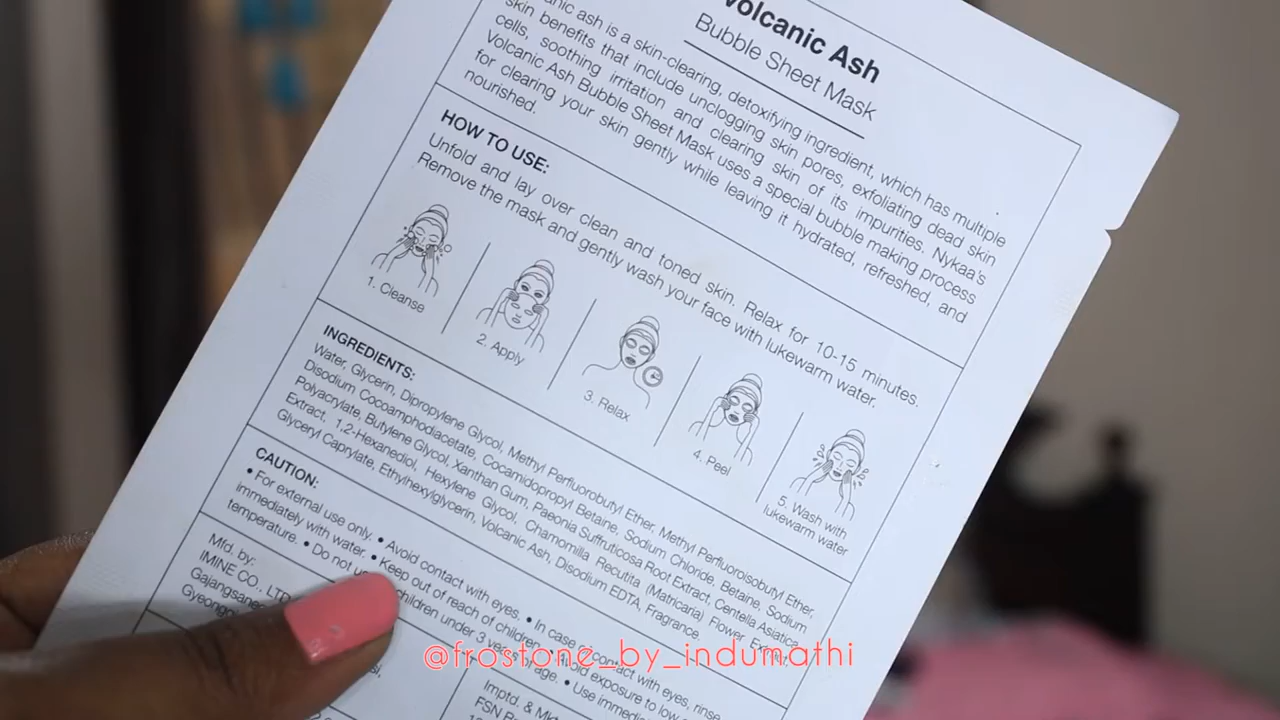 Volcanic Ash
Bubble Sheet Mask
ash is a skin-clearing, detoxifying ingredient, which has multiple
skin benefits that include unclogging skin pores, exfoliating dead skin
cells, soothing irritation and clearing skin of its impurities. Nykaa's
Volcanic Ash Bubble Sheet Mask uses a special bubble making process
for clearing your skin gently while leaving it hydrated, refreshed, and
nourished.
HOW TO USE:
Unfold and lay over clean and toned skin. Relax for 10-15 minutes.
Remove the mask and gently wash your face with lukewarm water.
1. Cleanse
2. Apply
3. Relax
4. Peel
5. Wash with
lukewarm water
INGREDIENTS:
Water, Glycerin, Dipropylene Glycol, Methyl Perfluorobutyl Ether, Methyl Perfluoroisobutyl Ether,
Disodium Cocoamphodiacetate, Cocamidopropyl Betaine, Sodium Chloride, Betaine, Sodium
Polyacrylate, Butylene Glycol, Xanthan Gum, Paeonia Suffruticosa Root Extract, Centella Asiatica
Extract, 1,2-Hexanediol, Hexylene Glycol, Chamomilla Recutita (Matricaria) Flower Extract,
Glyceryl Caprylate, Ethylhexylglycerin, Volcanic Ash, Disodium EDTA, Fragrance.
CAUTION:
• For external use only. • Avoid contact with eyes. • In case of contact with eyes, rinse
immediately with water. • Keep out of reach of children. • Avoid exposure to low
temperature. • Do not children under 3 years of age. • Use
Mfd. by:
IMINE CO., LTD
Imptd. & Mktd
FSN
@frostone_by_indumathi